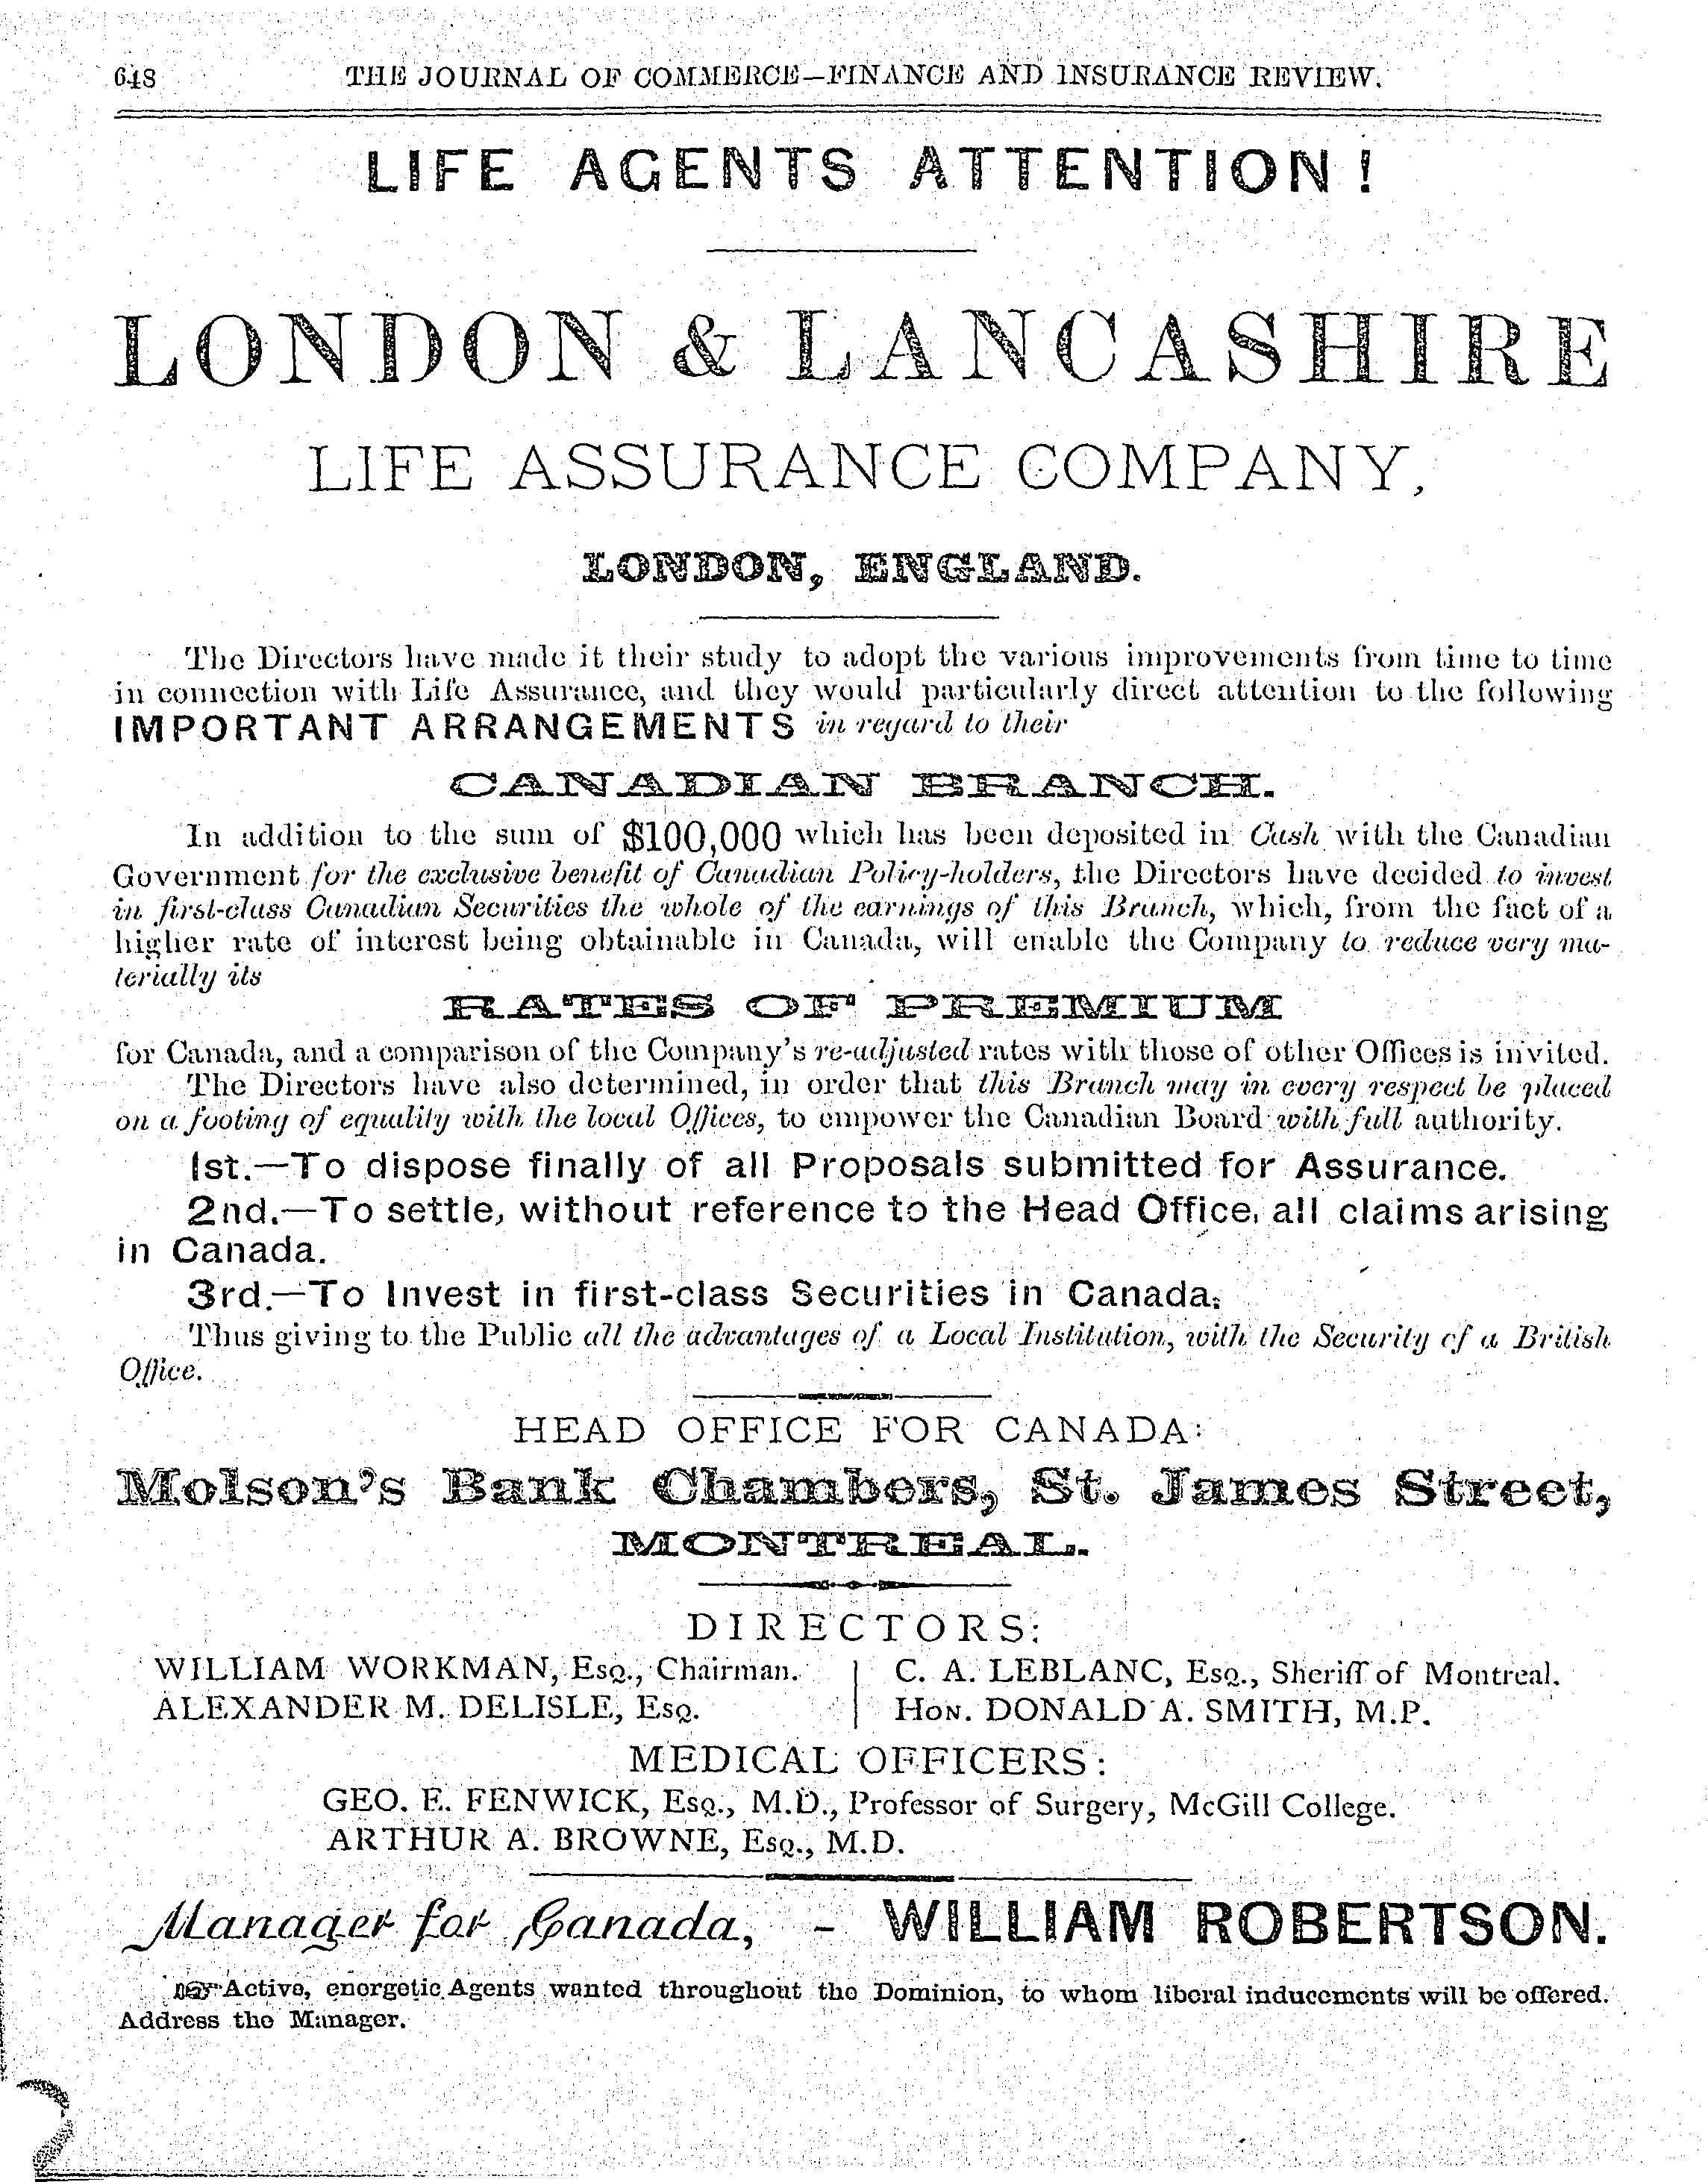 648 THE JOURNAL OF COMMERCE—FINANCE AND INSURANCE REVIEW.
LIFE AGENTS ATTENTION!
LONDON & LANCASHIRE
LIFE ASSURANCE COMPANY,
LONDON, ENGLAND.
The Directors have made it their study to adopt the various improvements from time to time
in connection with Life Assurance, and they would particularly direct attention to the following
IMPORTANT ARRANGEMENTS in regard to their
CANADIAN BRANCH.
In addition to the sum of $100,000 which has been deposited in Cash with the Canadian
Government for the exclusive benefit of Canadian Policy-holders, the Directors have decided to invest
in first-class Canadian Securities the whole of the earnings of this Branch, which, from the fact of a
higher rate of interest being obtainable in Canada, will enable the Company to reduce very ma-
terially its
RATES OF PREMIUM
for Canada, and a comparison of the Company's re-adjusted rates with those of other Offices is invited.
The Directors have also determined, in order that this Branch may in every respect be placed
on a footing of equality with the local Offices, to empower the Canadian Board with full authority.
1st.—To dispose finally of all Proposals submitted for Assurance.
2nd.—To settle, without reference to the Head Office, all claims arising
in Canada.
3rd.—To Invest in first-class Securities in Canada.
Thus giving to the Public all the advantages of a Local Institution, with the Security of a British
Office.
HEAD OFFICE FOR CANADA:
Molson's Bank Chambers, St. James Street,
MONTREAL.
DIRECTORS:
WILLIAM WORKMAN, Esq., Chairman. C. A. LEBLANC, Esq., Sheriff of Montreal.
ALEXANDER M. DELISLE, Esq. Hon. DONALD A. SMITH, M.P.
MEDICAL OFFICERS:
GEO. E. FENWICK, Esq., M.D., Professor of Surgery, McGill College.
ARTHUR A. BROWNE, Esq., M.D.
Manager for Canada, - WILLIAM ROBERTSON.
☞Active, energetic Agents wanted throughout the Dominion, to whom liberal inducements will be offered.
Address the Manager.